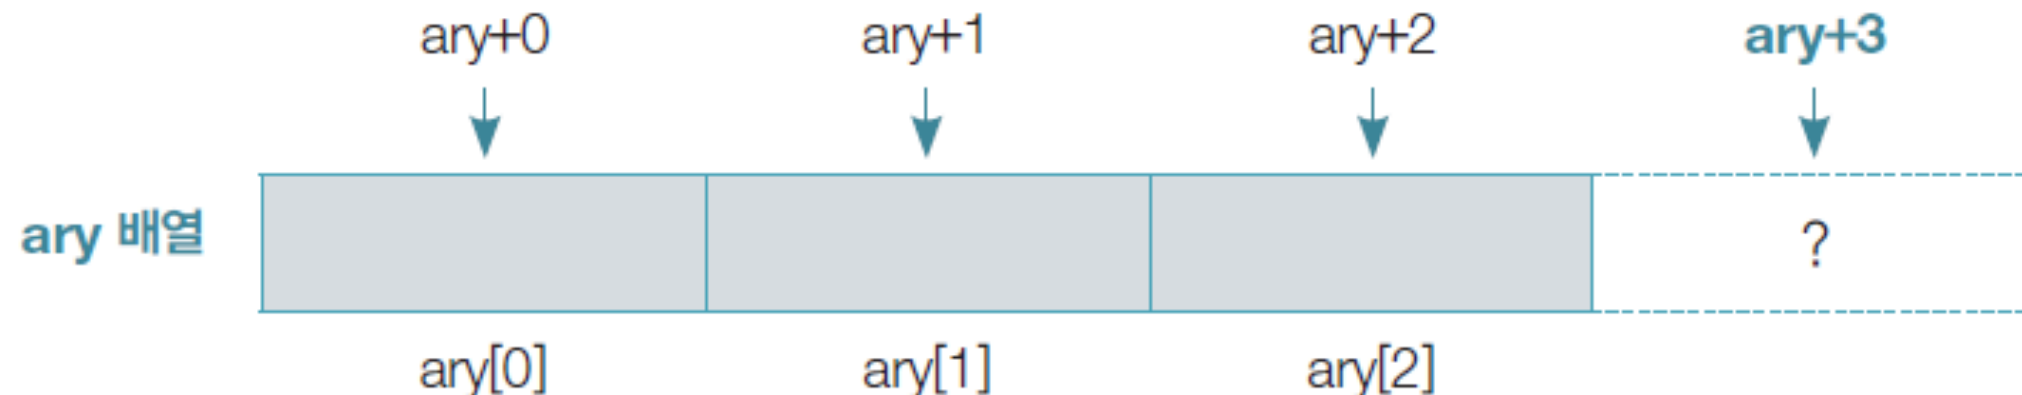 ary+0 ary+1 ary+2 ary+3
ary 배열 ?
ary[0] ary[1] ary[2]